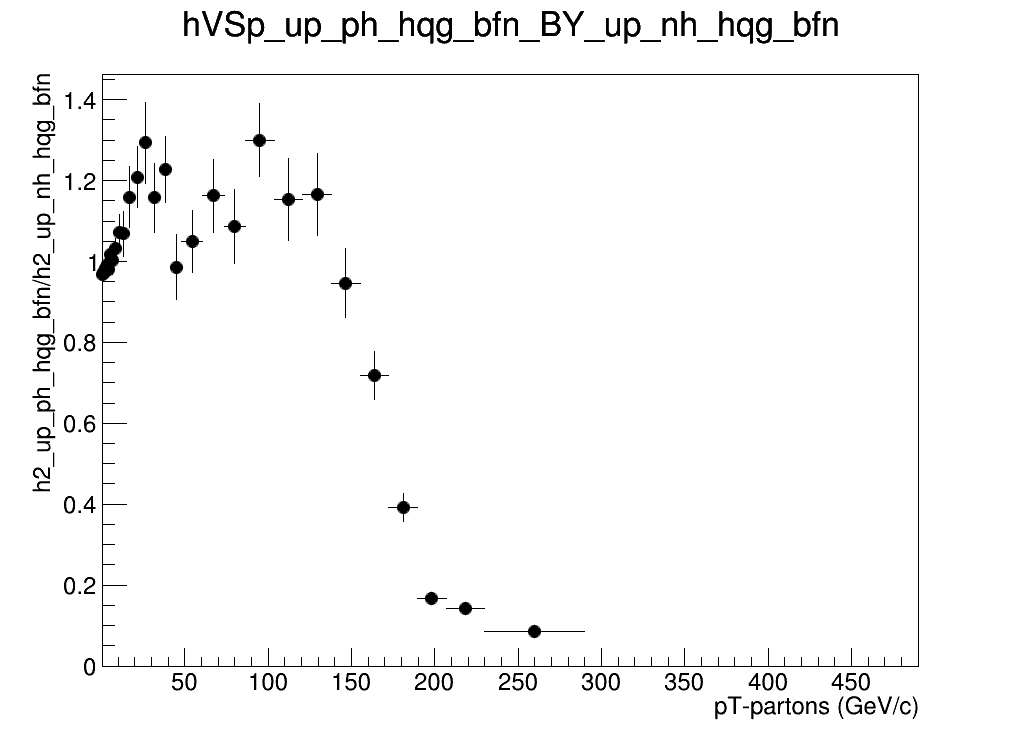 hVSp_up_ph_hqg_bfn_BY_up_nh_hqg_bfn
h2_up_ph_hqg_bfn/h2_up_nh_hqg_bfn
1.4
1.2
1
0.8
0.6
0.4
0.2
0
50 100 150 200 250 300 350 400 450
pT-partons (GeV/c)